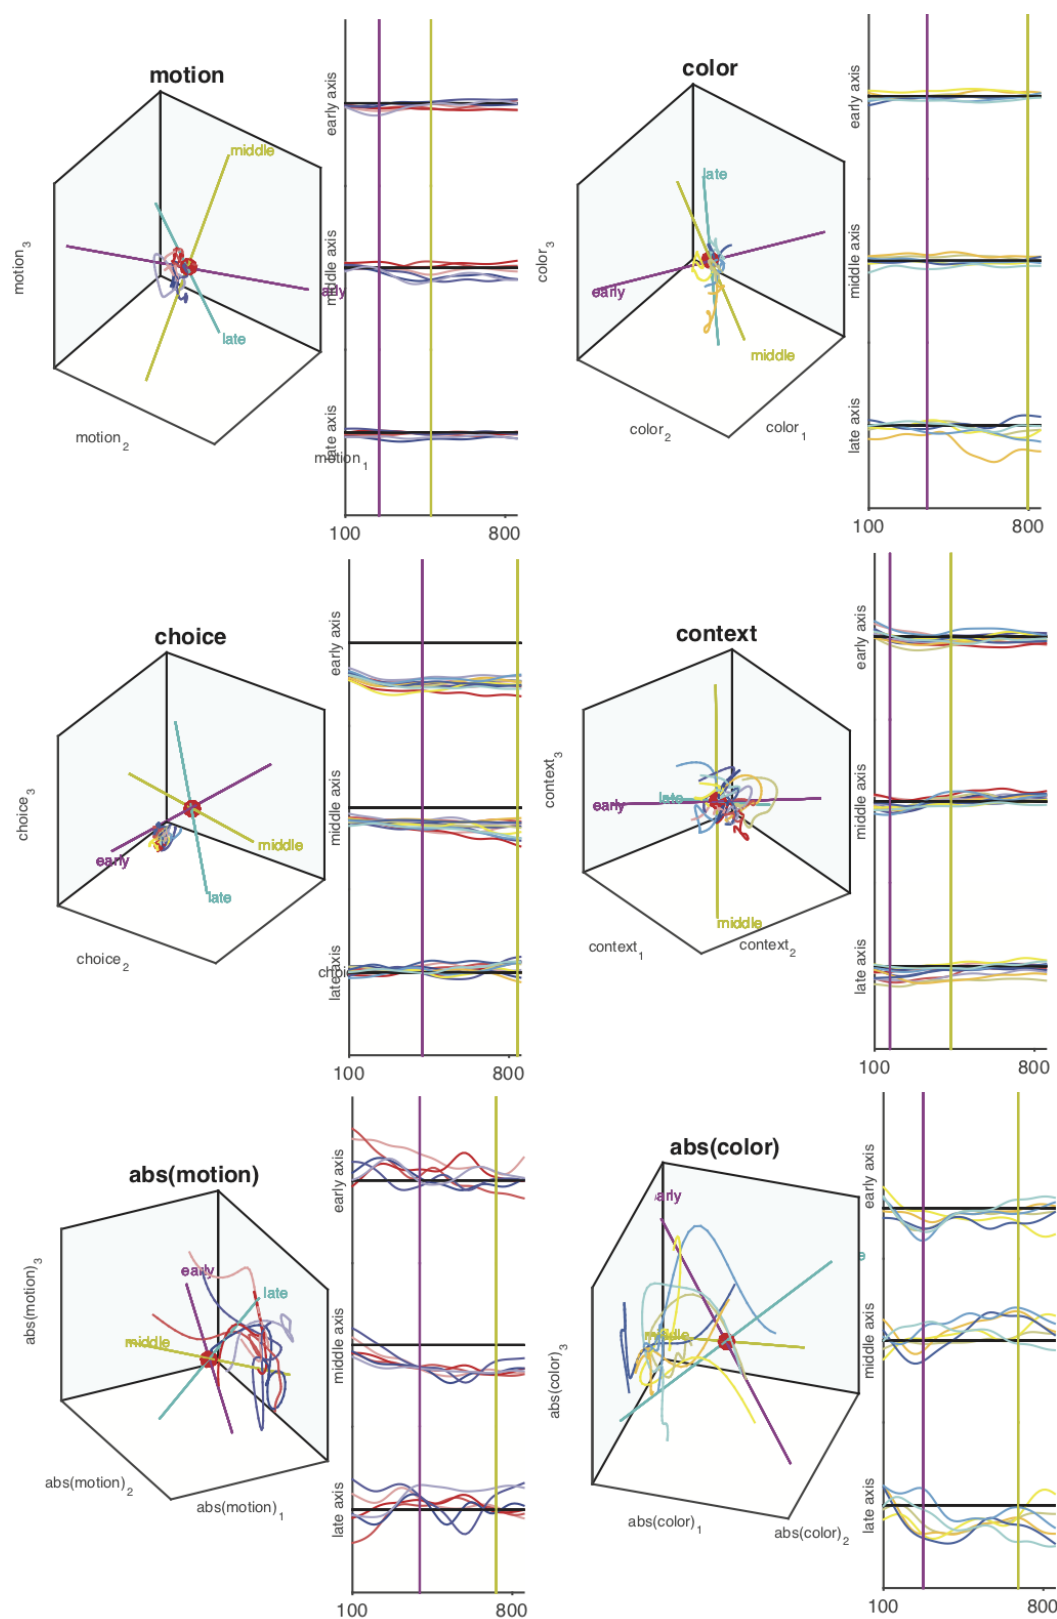 motion
early axis
middle
motion₃
middle axis
arly
late
late axis
motion₂
motion₁
100 800
color
early axis
late
color₃
middle axis
early
middle
late axis
color₂
color₁
100 800
choice
early axis
choice₃
middle axis
middle
early
late
choice₂
late axis
100 800
context
early axis
context₃
middle axis
early
late
middle
context₁
context₂
late axis
100 800
abs(motion)
early axis
abs(motion)₃
early
late
middle
middle axis
abs(motion)₂
abs(motion)₁
late axis
100 800
abs(color)
early axis
arly
e
middle
middle axis
abs(color)₃
late axis
abs(color)₁
abs(color)₂
100 800